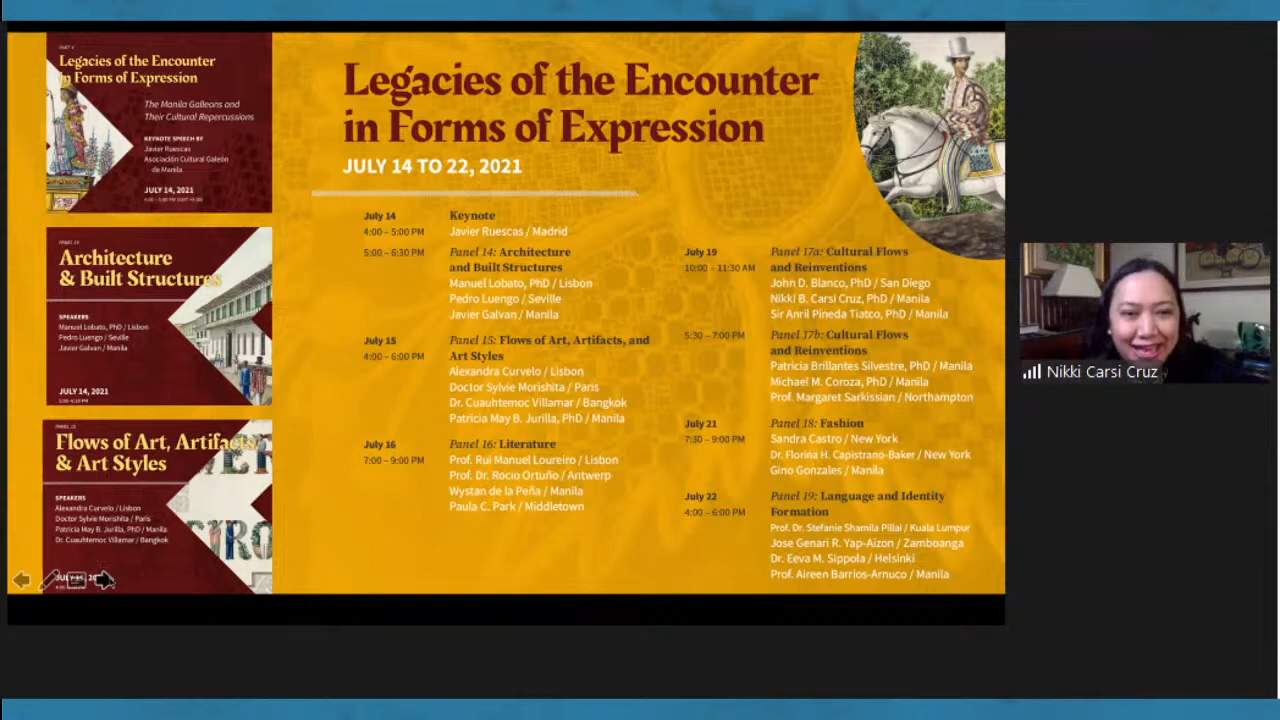 PART V
Legacies of the Encounter
in Forms of Expression
The Manila Galleons and
Their Cultural Repercussions
KEYNOTE SPEECH BY
Javier Ruescas
Asociación Cultural Galeón
de Manila
JULY 14, 2021
Architecture
& Built Structures
SPEAKERS
Manuel Lobato, PhD / Lisbon
Pedro Luengo / Seville
Javier Galvan / Manila
JULY 14, 2021
Flows of Art, Artifacts
& Art Styles
SPEAKERS
Alexandra Curvelo / Lisbon
Doctor Sylvie Morishita / Paris
Patricia May B. Jurilla, PhD / Manila
Dr. Cuauhtemoc Villamar / Bangkok
Legacies of the Encounter
in Forms of Expression
JULY 14 TO 22, 2021
July 14 Keynote
4:00 – 5:00 PM Javier Ruescas / Madrid
5:00 – 6:30 PM Panel 14: Architecture
and Built Structures
Manuel Lobato, PhD / Lisbon
Pedro Luengo / Seville
Javier Galvan / Manila
July 15 Panel 15: Flows of Art, Artifacts, and
4:00 – 6:00 PM Art Styles
Alexandra Curvelo / Lisbon
Doctor Sylvie Morishita / Paris
Dr. Cuauhtemoc Villamar / Bangkok
Patricia May B. Jurilla, PhD / Manila
July 16 Panel 16: Literature
7:00 – 9:00 PM Prof. Rui Manuel Loureiro / Lisbon
Prof. Dr. Rocio Ortuño / Antwerp
Wystan de la Peña / Manila
Paula C. Park / Middletown
July 19 Panel 17a: Cultural Flows
10:00 – 11:30 AM and Reinventions
John D. Blanco, PhD / San Diego
Nikki B. Carsi Cruz, PhD / Manila
Sir Anril Pineda Tiatco, PhD / Manila
5:30 – 7:00 PM Panel 17b: Cultural Flows
and Reinventions
Patricia Brillantes Silvestre, PhD / Manila
Michael M. Coroza, PhD / Manila
Prof. Margaret Sarkissian / Northampton
July 21 Panel 18: Fashion
7:30 – 9:00 PM Sandra Castro / New York
Dr. Florina H. Capistrano-Baker / New York
Gino Gonzales / Manila
July 22 Panel 19: Language and Identity
4:00 – 6:00 PM Formation
Prof. Dr. Stefanie Shamila Pillai / Kuala Lumpur
Jose Genari R. Yap-Aizon / Zamboanga
Dr. Eeva M. Sippola / Helsinki
Prof. Aireen Barrios-Arnuco / Manila
Nikki Carsi Cruz